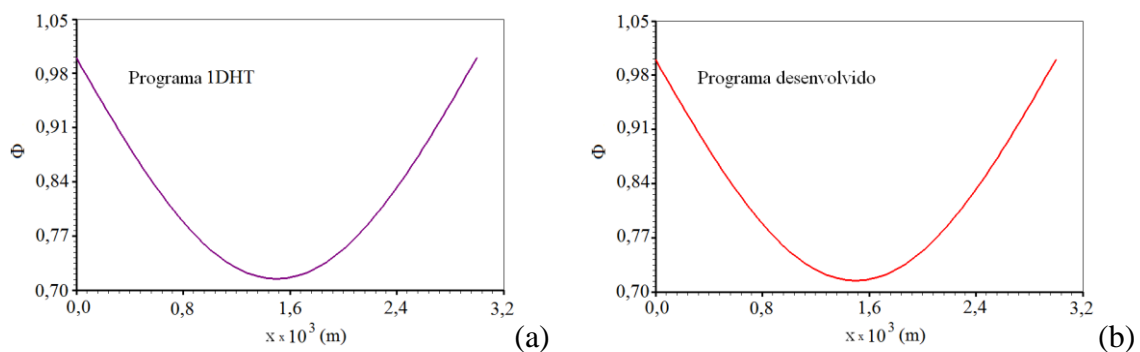 1,05
0,98
0,91
0,84
0,77
0,70
Φ
Programa 1DHT
0,0 0,8 1,6 2,4 3,2
x x 10³ (m)
(a)
1,05
0,98
0,91
0,84
0,77
0,70
Φ
Programa desenvolvido
0,0 0,8 1,6 2,4 3,2
x x 10³ (m)
(b)